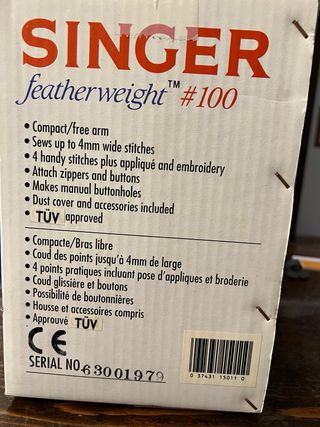 SINGER
featherweight™ #100
• Compact/free arm
• Sews up to 4mm wide stitches
• 4 handy stitches plus appliqué and embroidery
• Attach zippers and buttons
• Makes manual buttonholes
• Dust cover and accessories included
• TÜV approved
• Compacte/Bras libre
• Coud des points jusqu'à 4mm de large
• 4 points pratiques incluant pose d'appliques et broderie
• Coud glissière et boutons
• Possibilité de boutonnières
• Housse et accessoires compris
• Approuvé TÜV
CE
SERIAL NO. 63001979
0 37431 15011 0